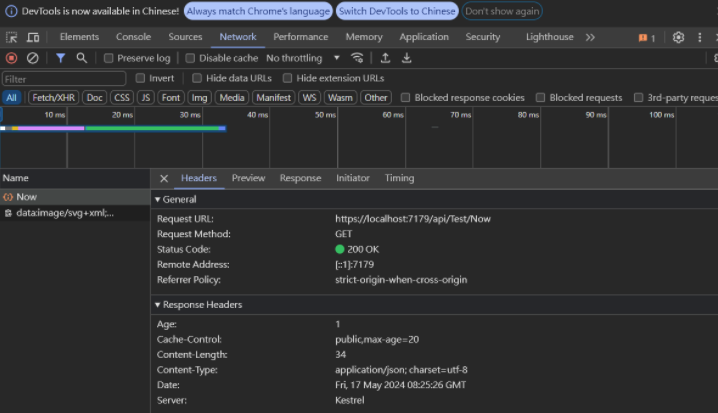 DevTools is now available in Chinese! Always match Chrome's language Switch DevTools to Chinese Don't show again
Elements Console Sources Network Performance Memory Application Security Lighthouse 1
Preserve log Disable cache No throttling
Filter Invert Hide data URLs Hide extension URLs
All Fetch/XHR Doc CSS JS Font Img Media Manifest WS Wasm Other Blocked response cookies Blocked requests 3rd-party reque
10 ms 20 ms 30 ms 40 ms 50 ms 60 ms 70 ms 80 ms 90 ms 100 ms
Name Headers Preview Response Initiator Timing
Now
data:image/svg+xml;...
General
Request URL: https://localhost:7179/api/Test/Now
Request Method: GET
Status Code: 200 OK
Remote Address: [::1]:7179
Referrer Policy: strict-origin-when-cross-origin
Response Headers
Age: 1
Cache-Control: public,max-age=20
Content-Length: 34
Content-Type: application/json; charset=utf-8
Date: Fri, 17 May 2024 08:25:26 GMT
Server: Kestrel